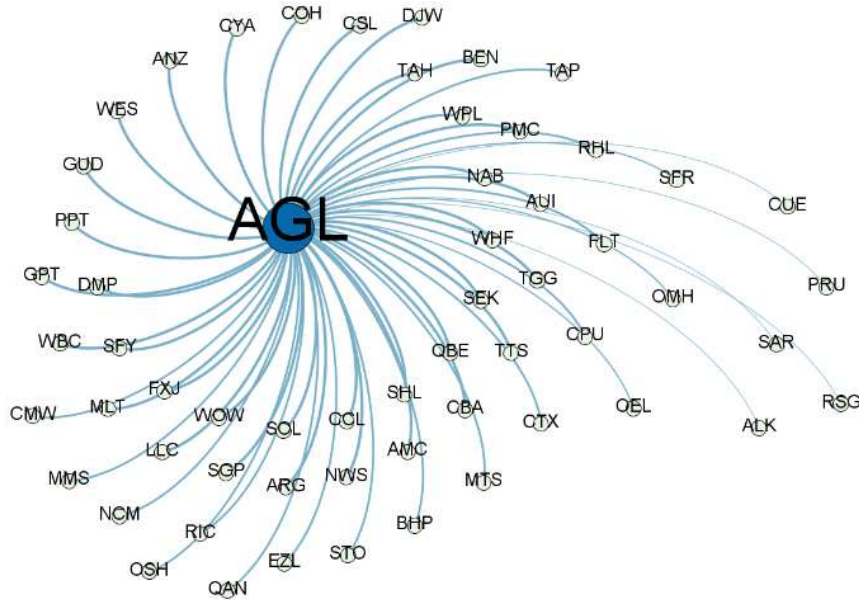 COH
DJW
CYA
CSL
ANZ
BEN
TAH
TAP
WES
WPL
PMC
RHL
GUD
NAB
SFR
AUI
CUE
PPT
AGL
WHF
FLT
GPT
DMP
TGG
OMH
PRU
SEK
WBC
SFY
QBE
TTS
CPU
SAR
FXJ
SHL
CMW
MLT
WOW
CCL
CBA
OEL
RSG
SOL
CTX
ALK
LLC
AMC
MMS
SGP
ARG
NWS
MTS
NCM
RIC
BHP
OSH
EZL
STO
QAN